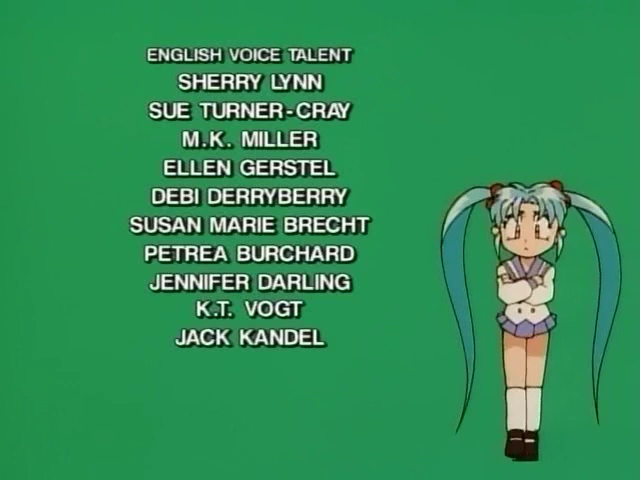 ENGLISH VOICE TALENT
SHERRY LYNN
SUE TURNER-CRAY
M.K. MILLER
ELLEN GERSTEL
DEBI DERRYBERRY
SUSAN MARIE BRECHT
PETREA BURCHARD
JENNIFER DARLING
K.T. VOGT
JACK KANDEL